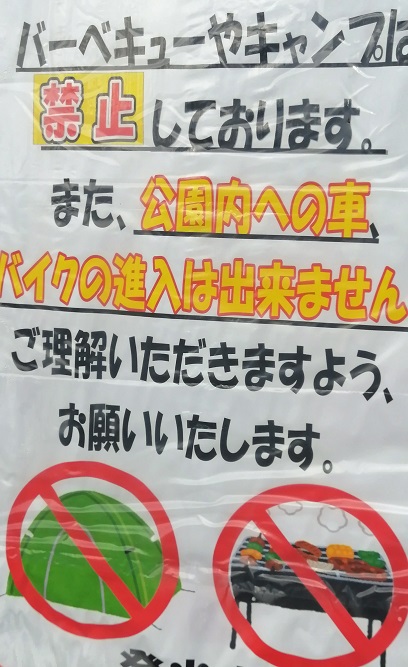 バーベキューやキャンプは
禁止しております。
また、公園内への車、
バイクの進入は出来ません
ご理解いただきますよう、
お願いいたします。